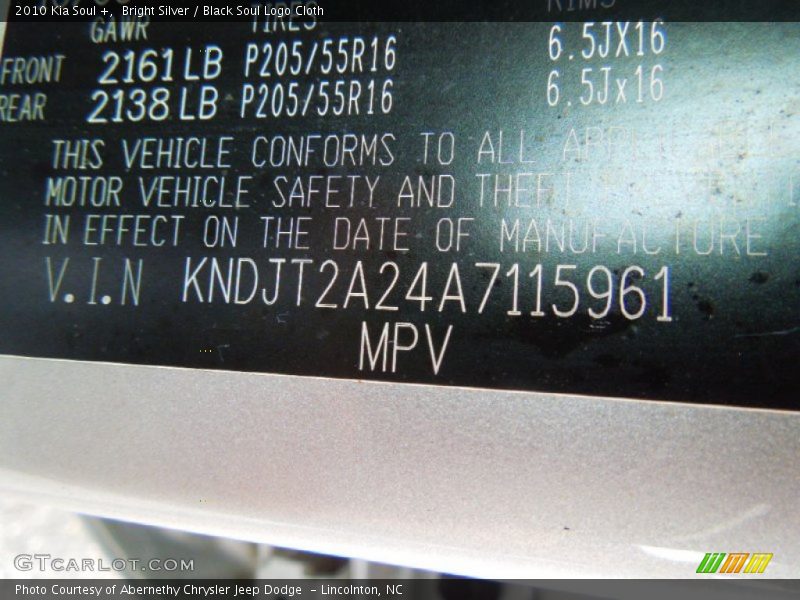 2010 Kia Soul +, Bright Silver / Black Soul Logo Cloth
GAWR TIRES RIMS
FRONT 2161 LB P205/55R16 6.5JX16
REAR 2138 LB P205/55R16 6.5Jx16
THIS VEHICLE CONFORMS TO ALL
MOTOR VEHICLE SAFETY AND THEFT
IN EFFECT ON THE DATE OF MANUFACTURE
V.I.N KNDJT2A24A7115961
MPV
GTCARLOT.COM
Photo Courtesy of Abernethy Chrysler Jeep Dodge - Lincolnton, NC